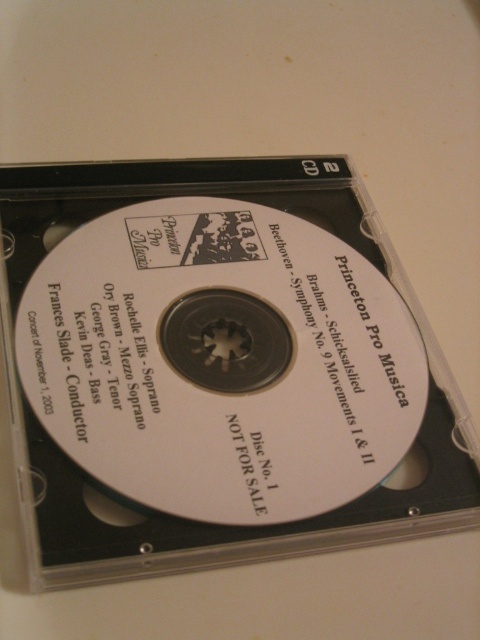 2
CD
Princeton Pro Musica
Brahms - Schicksalslied
Beethoven - Symphony No. 9 Movements I & II
Princeton
Pro
Musica
Disc No. 1
NOT FOR SALE
Rochelle Ellis - Soprano
Ory Brown - Mezzo Soprano
George Gray - Tenor
Kevin Deas - Bass
Frances Slade - Conductor
Concert of November 1, 2003